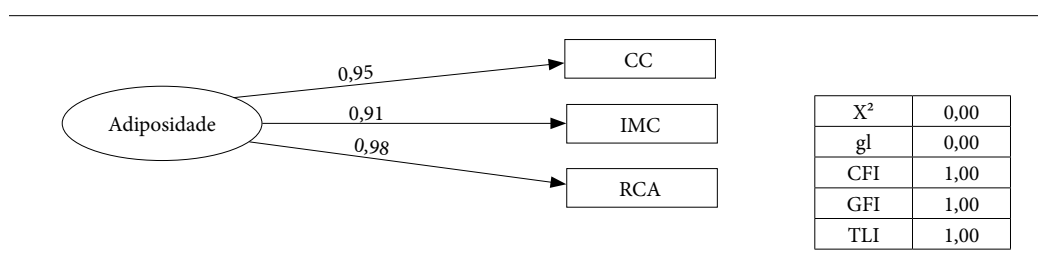 0,95
CC
Adiposidade
0,91
IMC
0,98
RCA
X² 0,00
gl 0,00
CFI 1,00
GFI 1,00
TLI 1,00